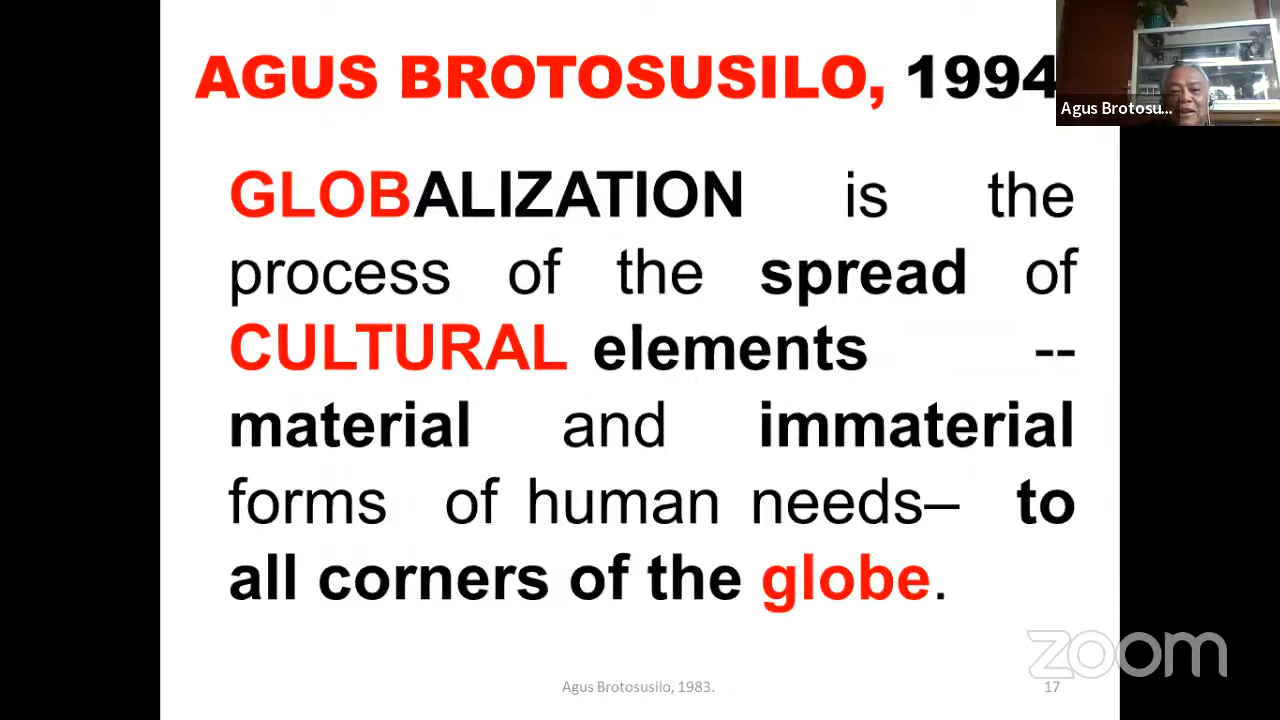 AGUS BROTOSUSILO, 1994
Agus Brotosu...
GLOBALIZATION is the
process of the spread of
CULTURAL elements --
material and immaterial
forms of human needs– to
all corners of the globe.
zoom
Agus Brotosusilo, 1983.
17